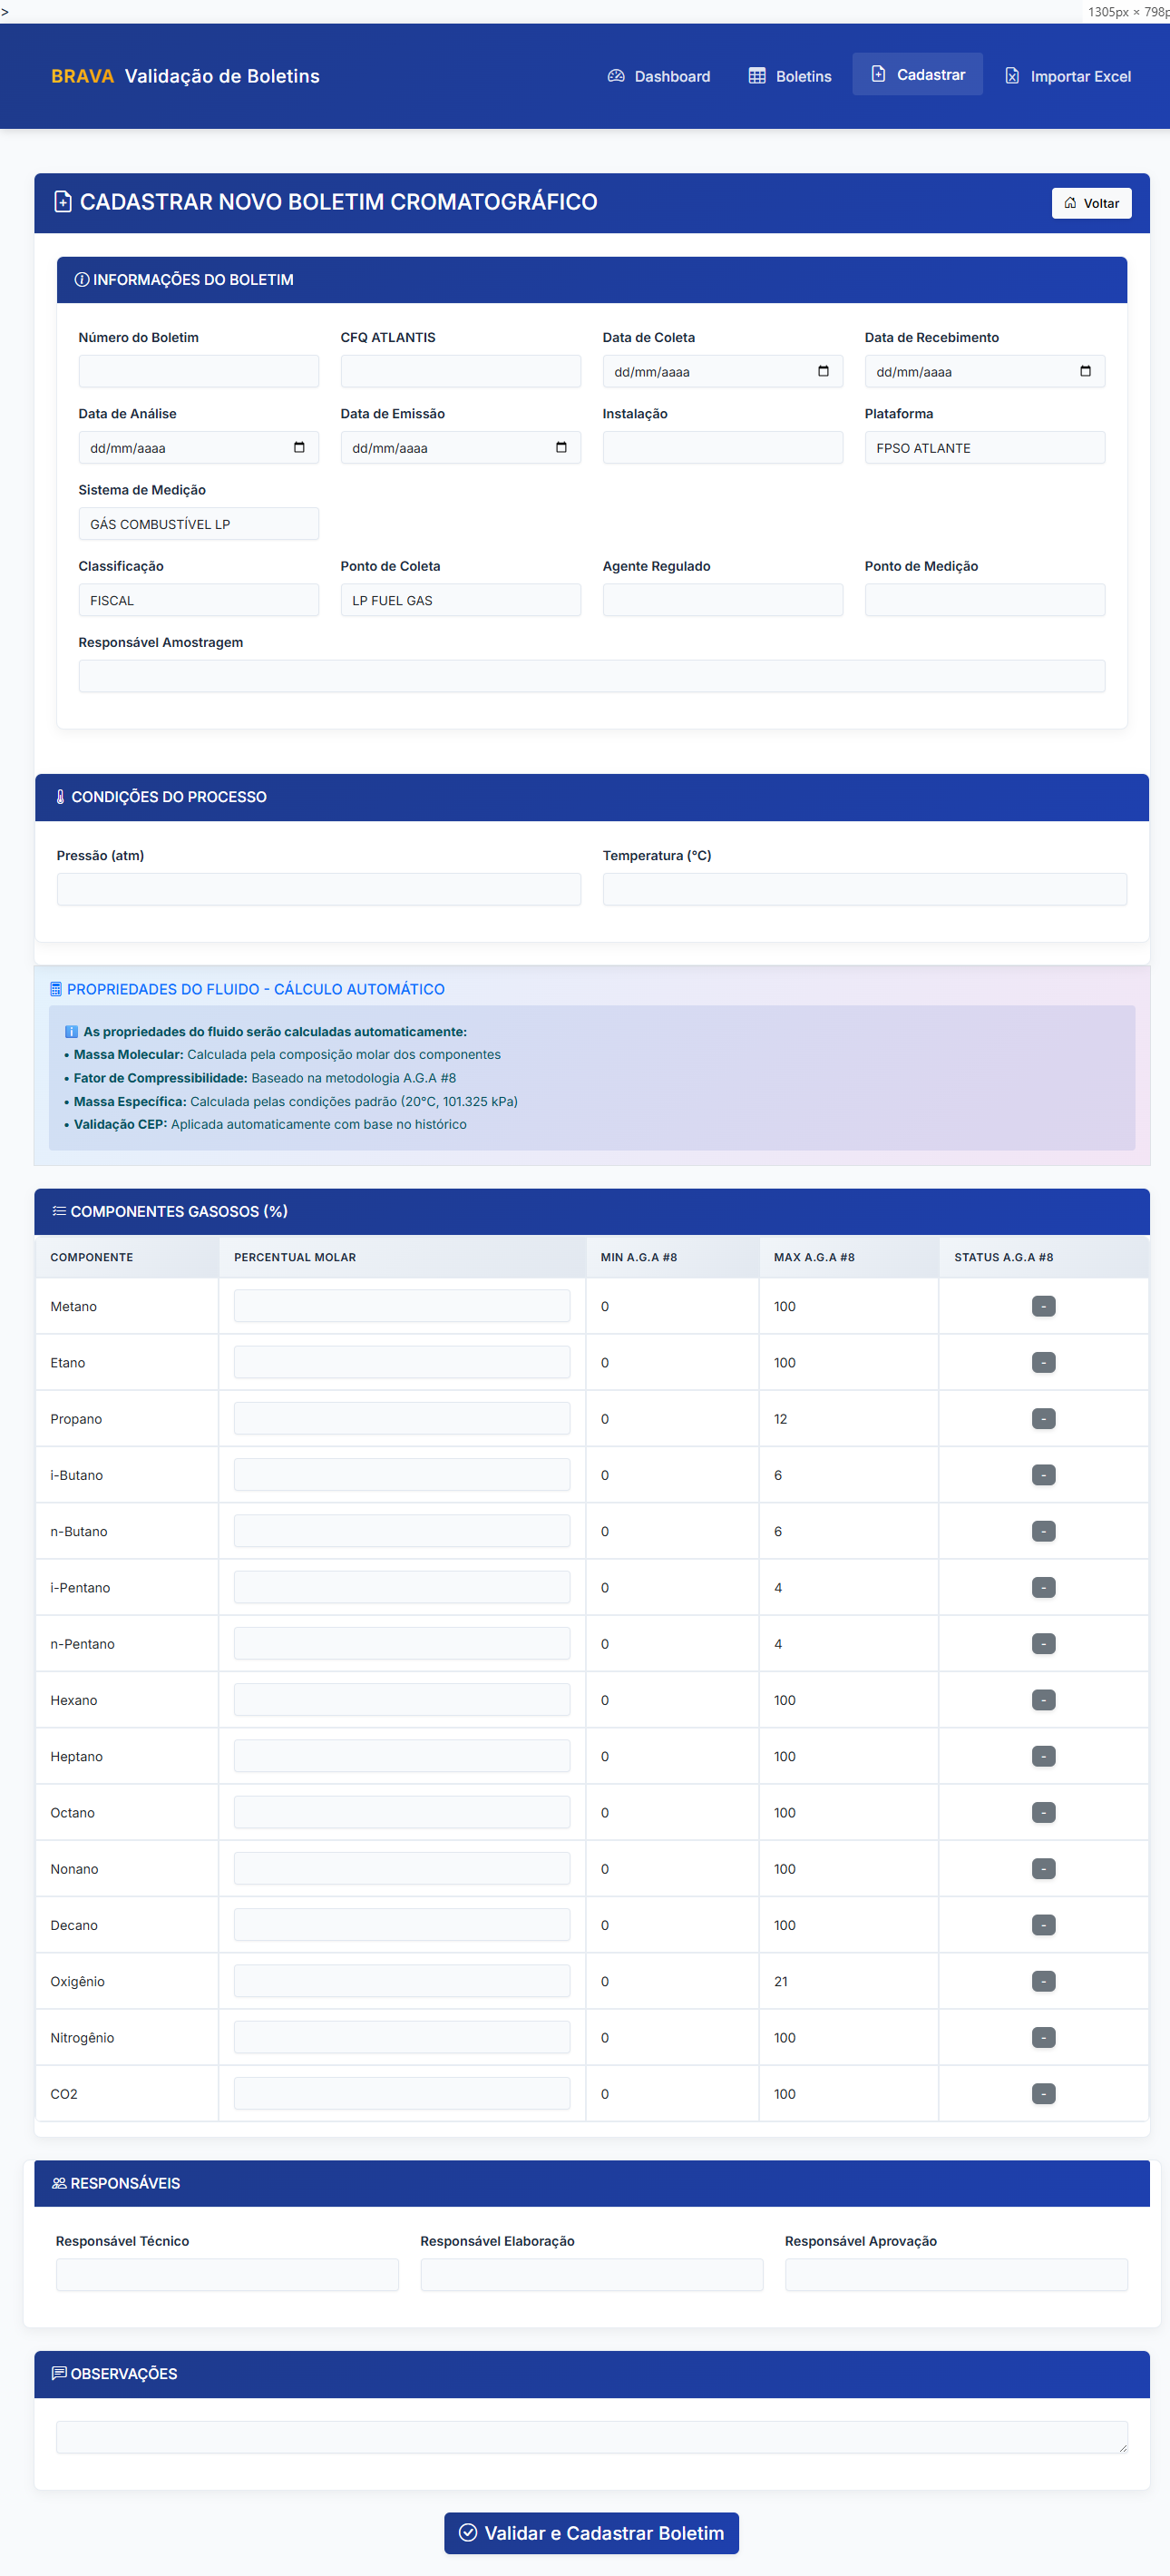 >
1305px × 798p
BRAVA Validação de Boletins
Dashboard
Boletins
Cadastrar
Importar Excel
CADASTRAR NOVO BOLETIM CROMATOGRÁFICO
Voltar
INFORMAÇÕES DO BOLETIM
Número do Boletim
CFQ ATLANTIS
Data de Coleta
Data de Recebimento
dd/mm/aaaa
dd/mm/aaaa
Data de Análise
Data de Emissão
Instalação
Plataforma
dd/mm/aaaa
dd/mm/aaaa
FPSO ATLANTE
Sistema de Medição
GÁS COMBUSTÍVEL LP
Classificação
Ponto de Coleta
Agente Regulado
Ponto de Medição
FISCAL
LP FUEL GAS
Responsável Amostragem
CONDIÇÕES DO PROCESSO
Pressão (atm)
Temperatura (°C)
PROPRIEDADES DO FLUIDO - CÁLCULO AUTOMÁTICO
As propriedades do fluido serão calculadas automaticamente:
• Massa Molecular: Calculada pela composição molar dos componentes
• Fator de Compressibilidade: Baseado na metodologia A.G.A #8
• Massa Específica: Calculada pelas condições padrão (20°C, 101.325 kPa)
• Validação CEP: Aplicada automaticamente com base no histórico
COMPONENTES GASOSOS (%)
COMPONENTE PERCENTUAL MOLAR MIN A.G.A #8 MAX A.G.A #8 STATUS A.G.A #8
Metano 0 100 -
Etano 0 100 -
Propano 0 12 -
i-Butano 0 6 -
n-Butano 0 6 -
i-Pentano 0 4 -
n-Pentano 0 4 -
Hexano 0 100 -
Heptano 0 100 -
Octano 0 100 -
Nonano 0 100 -
Decano 0 100 -
Oxigênio 0 21 -
Nitrogênio 0 100 -
CO2 0 100 -
RESPONSÁVEIS
Responsável Técnico
Responsável Elaboração
Responsável Aprovação
OBSERVAÇÕES
Validar e Cadastrar Boletim